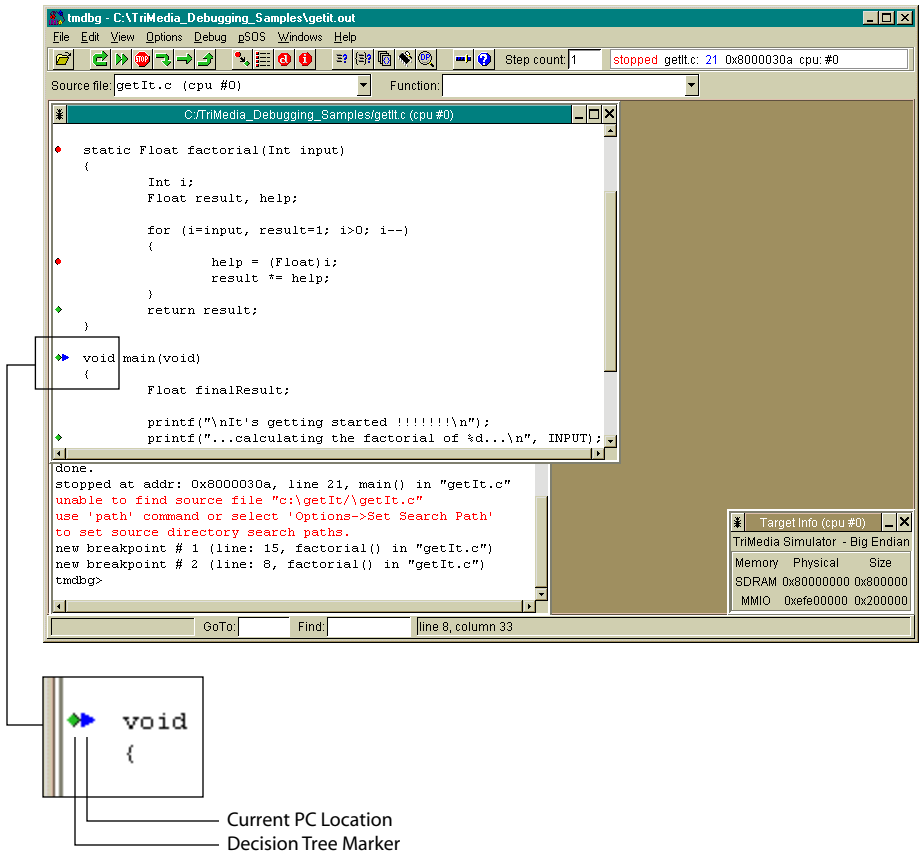 tmdbg - C:\TriMedia_Debugging_Samples\getit.out
File Edit View Options Debug pSOS Windows Help
STOP d i =? (=)? OP ? Step count: 1 stopped getIt.c: 21 0x8000030a cpu: #0
Source file: getIt.c (cpu #0) Function:
C:/TriMedia_Debugging_Samples/getIt.c (cpu #0)
static Float factorial(Int input)
{
Int i;
Float result, help;
for (i=input, result=1; i>0; i--)
{
help = (Float)i;
result *= help;
}
return result;
}
void main(void)
{
Float finalResult;
printf("\nIt's getting started !!!!!!!\n");
printf("...calculating the factorial of %d...\n", INPUT);
done.
stopped at addr: 0x8000030a, line 21, main() in "getIt.c"
unable to find source file "c:\getIt/\getIt.c"
use 'path' command or select 'Options->Set Search Path'
to set source directory search paths.
new breakpoint # 1 (line: 15, factorial() in "getIt.c")
new breakpoint # 2 (line: 8, factorial() in "getIt.c")
tmdbg>
Target Info (cpu #0)
TriMedia Simulator - Big Endian
Memory Physical Size
SDRAM 0x80000000 0x800000
MMIO 0xefe00000 0x200000
GoTo: Find: line 8, column 33
void
{
Current PC Location
Decision Tree Marker